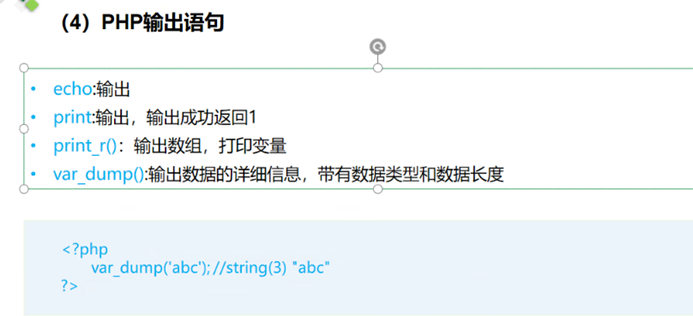 （4）PHP输出语句
• echo:输出
• print:输出，输出成功返回1
• print_r()：输出数组，打印变量
• var_dump():输出数据的详细信息，带有数据类型和数据长度
<?php
var_dump('abc'); //string(3) "abc"
?>